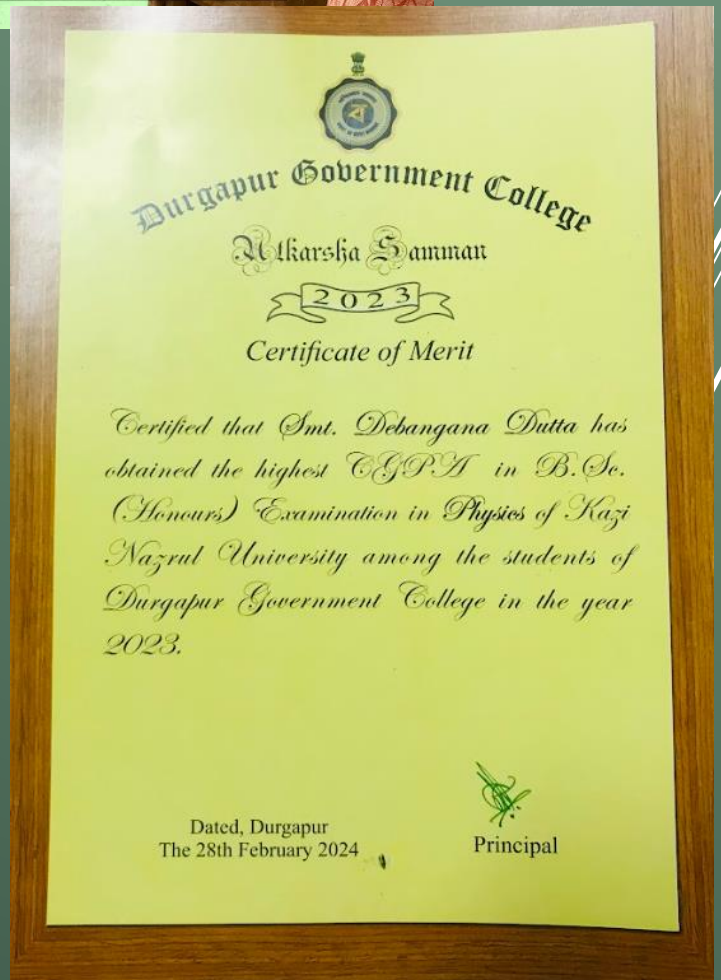 Durgapur Government College
Utkarsha Samman
2023
Certificate of Merit
Certified that Smt. Debangana Dutta has
obtained the highest CGPA in B.Sc.
(Honours) Examination in Physics of Kazi
Nazrul University among the students of
Durgapur Government College in the year
2023.
Dated, Durgapur
The 28th February 2024
Principal